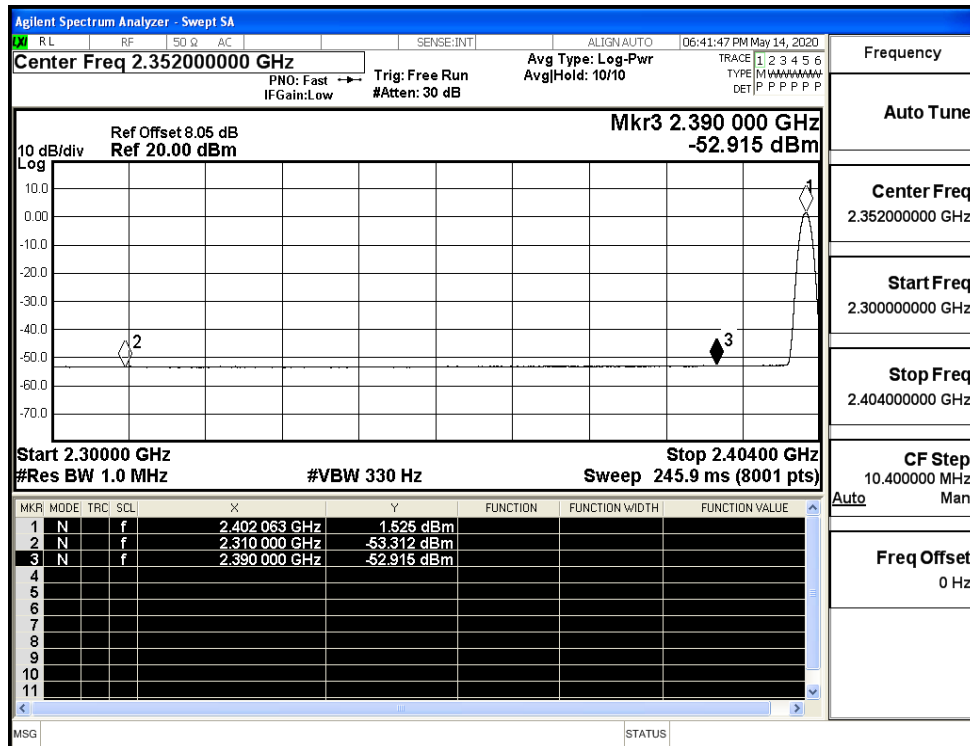 Agilent Spectrum Analyzer - Swept SA
LXI RL RF 50 Ω AC SENSE:INT ALIGN AUTO 06:41:47 PM May 14, 2020
Center Freq 2.352000000 GHz
PNO: Fast Trig: Free Run Avg Type: Log-Pwr TRACE 1 2 3 4 5 6
IFGain:Low #Atten: 30 dB Avg|Hold: 10/10 TYPE M WWWWW
DET P P P P P P
Mkr3 2.390 000 GHz
-52.915 dBm
Ref Offset 8.05 dB
10 dB/div Ref 20.00 dBm
Log
10.0
0.00
-10.0
-20.0
-30.0
-40.0
-50.0
-60.0
-70.0
1
2
3
Start 2.30000 GHz Stop 2.40400 GHz
#Res BW 1.0 MHz #VBW 330 Hz Sweep 245.9 ms (8001 pts)
MKR MODE TRC SCL X Y FUNCTION FUNCTION WIDTH FUNCTION VALUE
1 N f 2.402 063 GHz 1.525 dBm
2 N f 2.310 000 GHz -53.312 dBm
3 N f 2.390 000 GHz -52.915 dBm
4
5
6
7
8
9
10
11
MSG STATUS
Frequency
Auto Tune
Center Freq
2.352000000 GHz
Start Freq
2.300000000 GHz
Stop Freq
2.404000000 GHz
CF Step
10.400000 MHz
Auto Man
Freq Offset
0 Hz